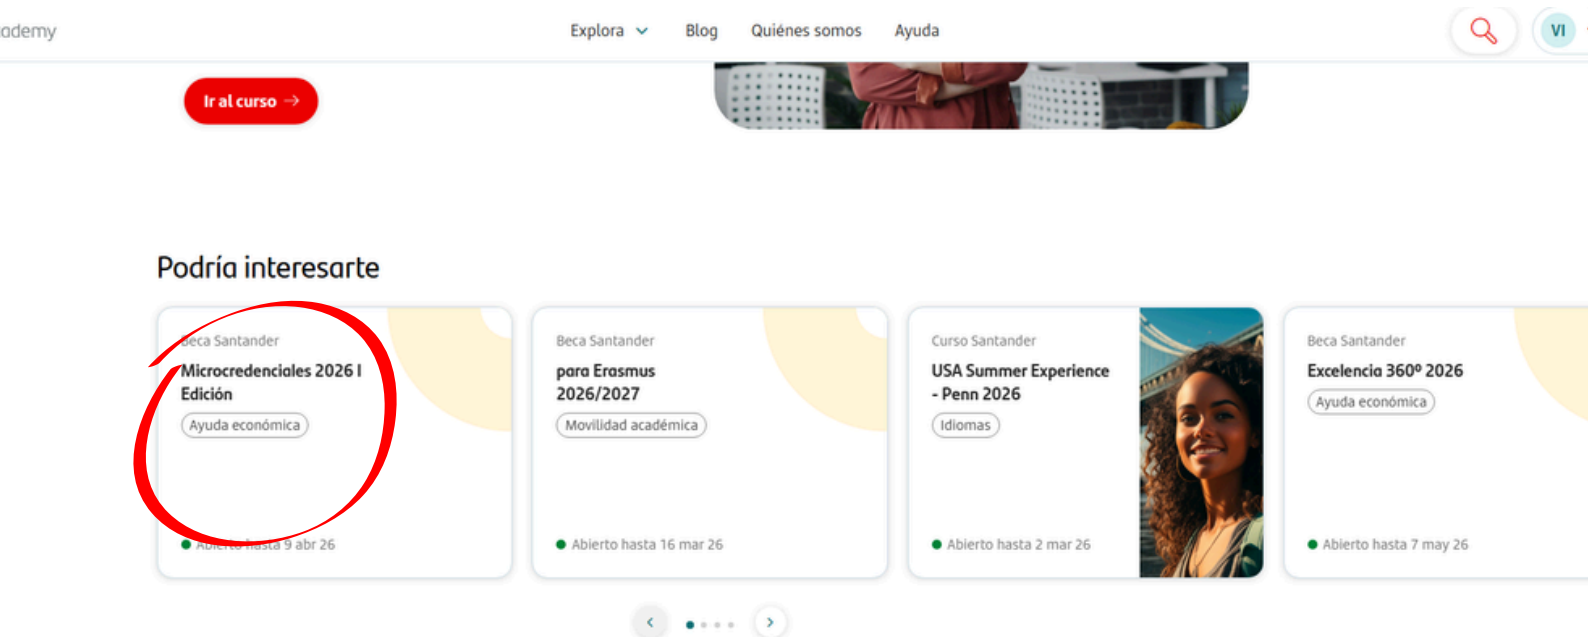 Explora Blog Quiénes somos Ayuda
VI
Ir al curso →
Podría interesarte
Beca Santander
Microcredenciales 2026 I
Edición
Ayuda económica
Abierto hasta 9 abr 26
Beca Santander
para Erasmus
2026/2027
Movilidad académica
Abierto hasta 16 mar 26
Curso Santander
USA Summer Experience
- Penn 2026
Idiomas
Abierto hasta 2 mar 26
Beca Santander
Excelencia 360º 2026
Ayuda económica
Abierto hasta 7 may 26